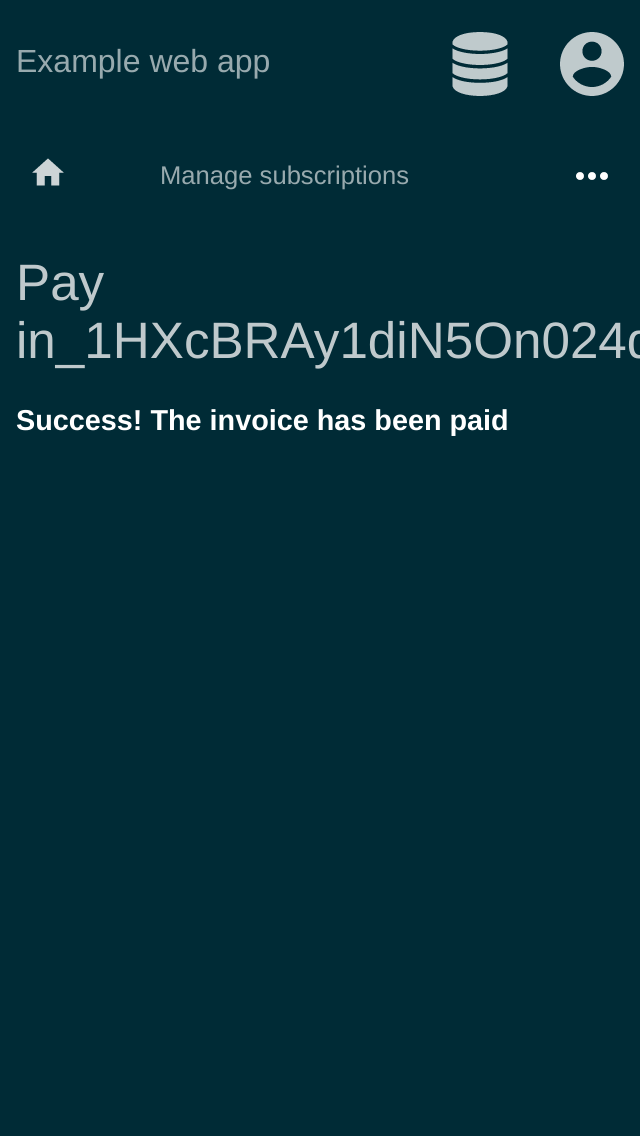 Example web app
Manage subscriptions
Pay
in_1HXcBRAy1diN5On024
Success! The invoice has been paid